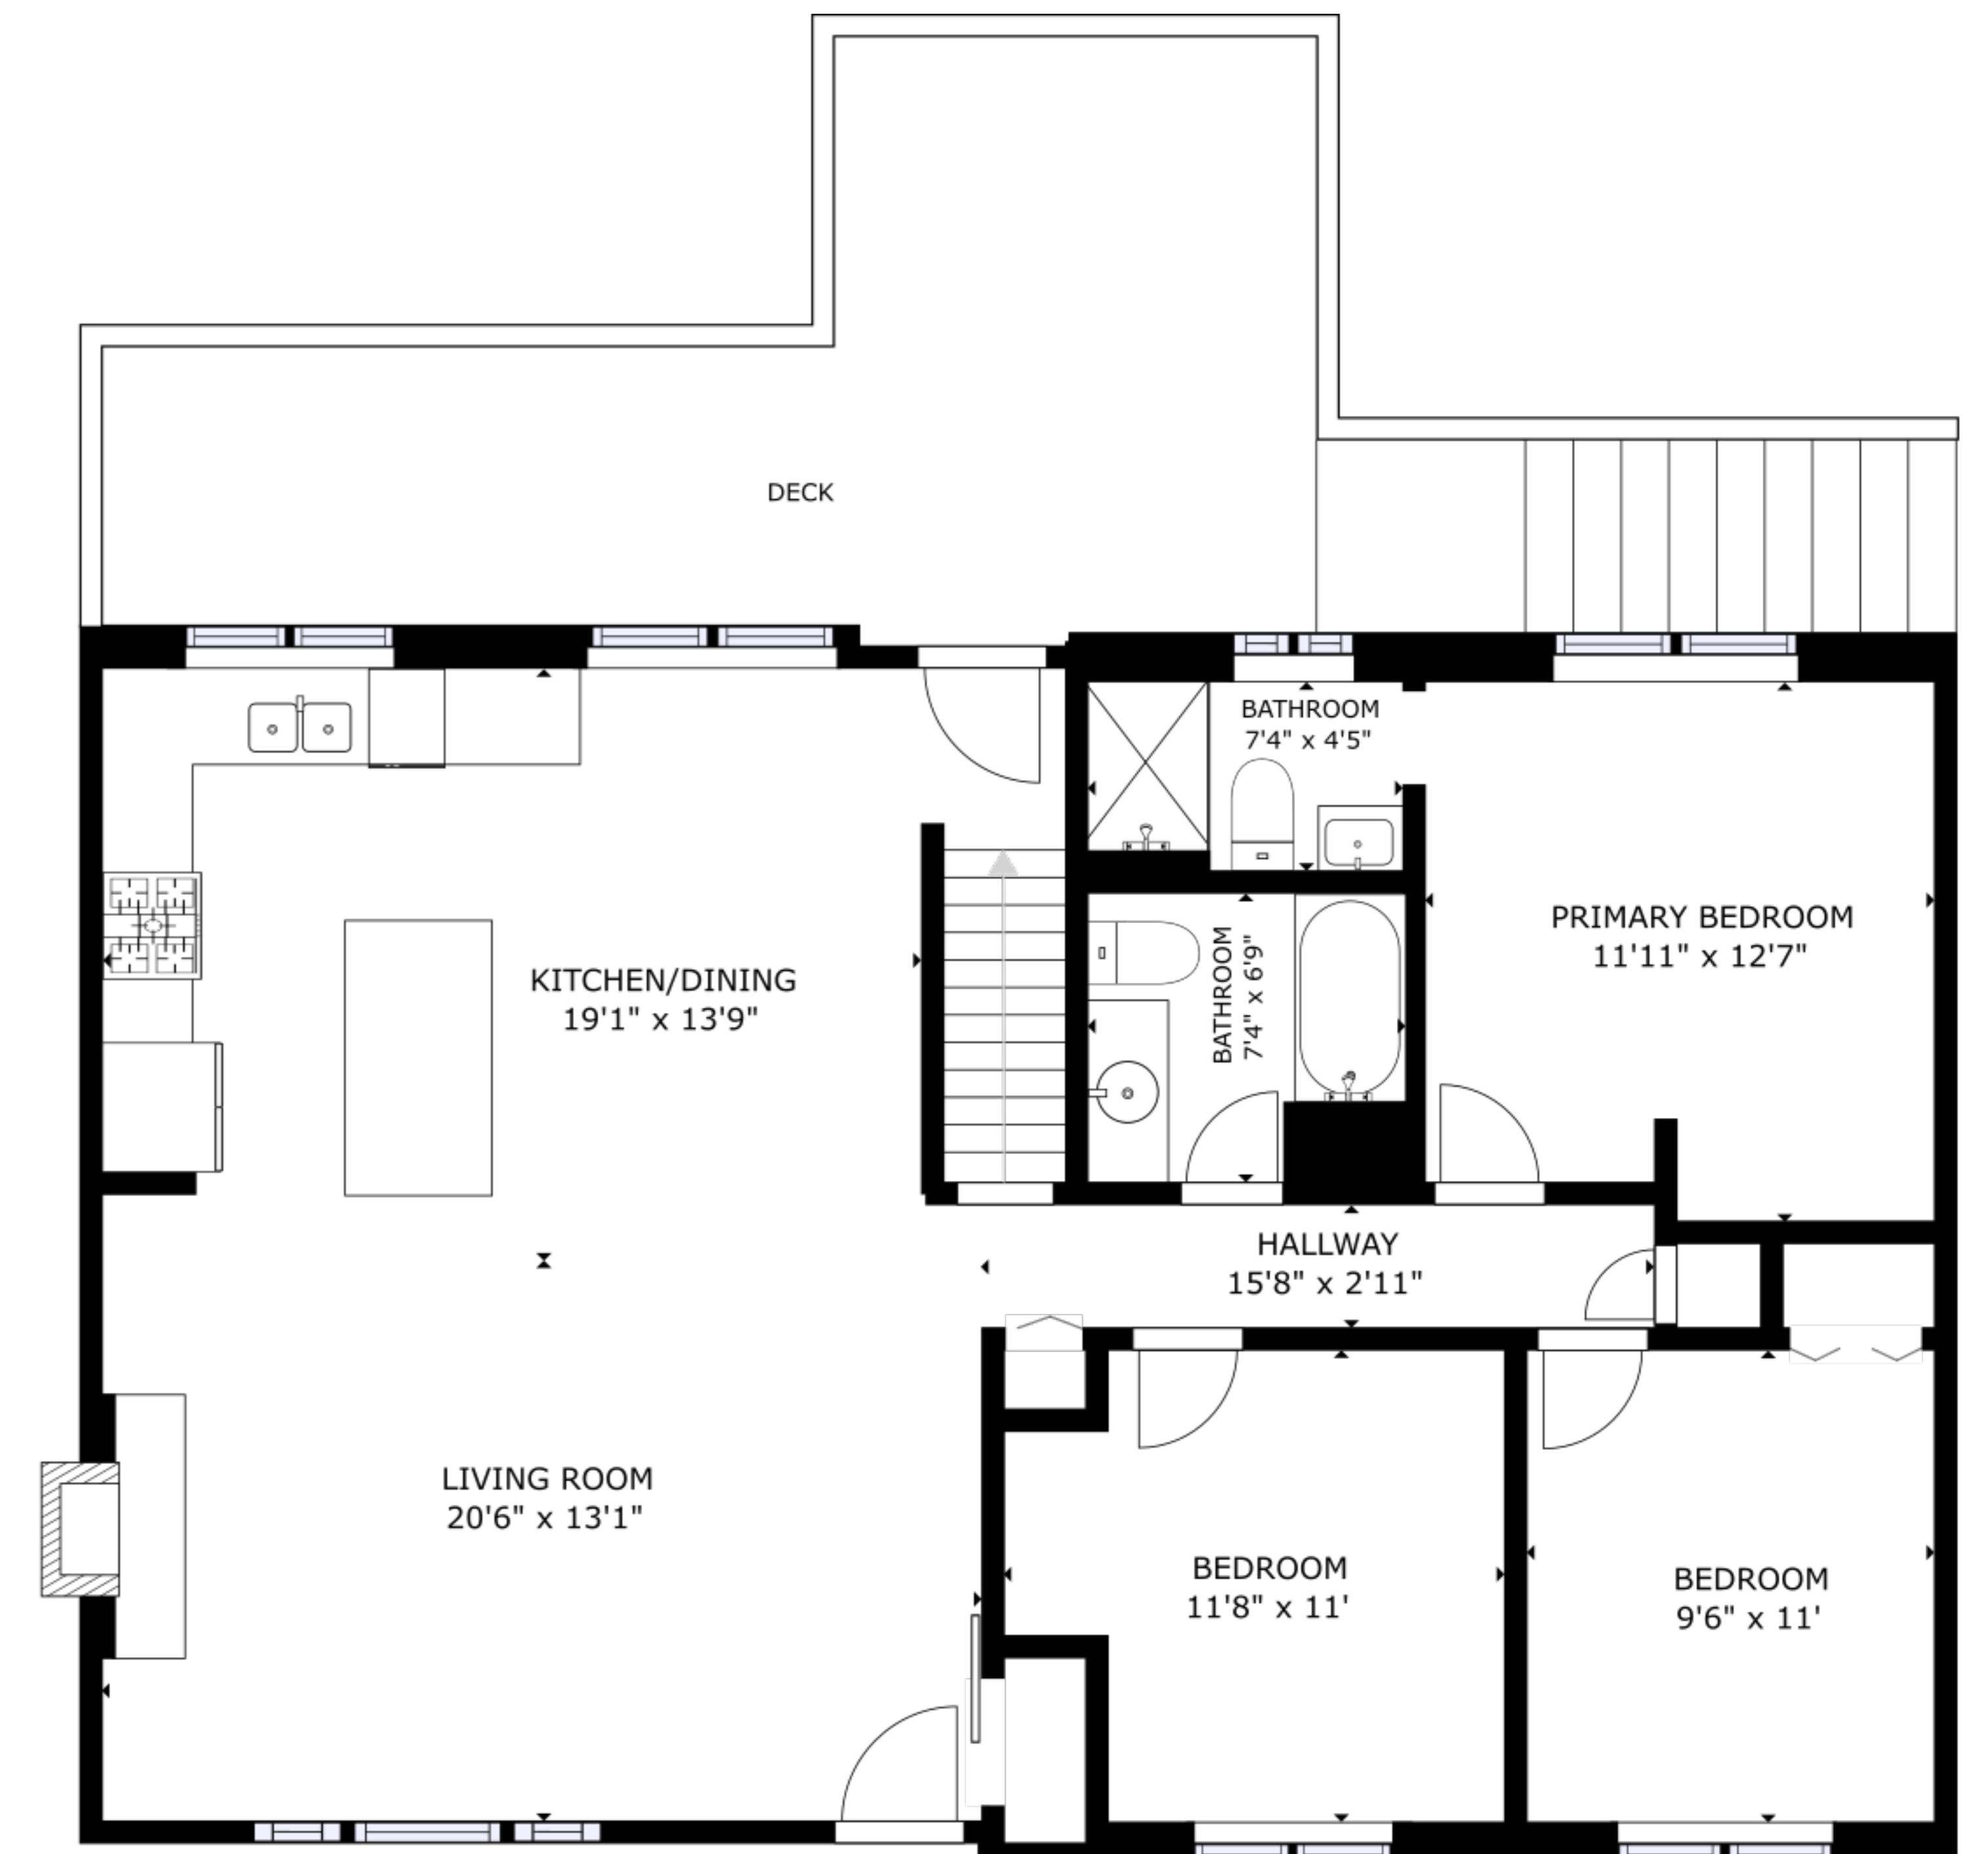 DECK
BATHROOM
7'4" x 4'5"
PRIMARY BEDROOM
11'11" x 12'7"
KITCHEN/DINING
19'1" x 13'9"
BATHROOM
7'4" x 6'9"
HALLWAY
15'8" x 2'11"
LIVING ROOM
20'6" x 13'1"
BEDROOM
11'8" x 11'
BEDROOM
9'6" x 11'